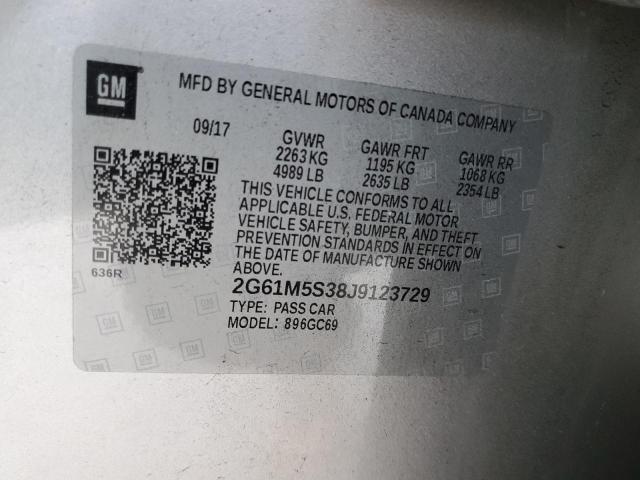 GM
MFD BY GENERAL MOTORS OF CANADA COMPANY
09/17 GVWR GAWR FRT GAWR RR
2263 KG 1195 KG 1068 KG
4989 LB 2635 LB 2354 LB
THIS VEHICLE CONFORMS TO ALL
APPLICABLE U.S. FEDERAL MOTOR
VEHICLE SAFETY, BUMPER, AND THEFT
PREVENTION STANDARDS IN EFFECT ON
THE DATE OF MANUFACTURE SHOWN
ABOVE.
636R
2G61M5S38J9123729
TYPE: PASS CAR
MODEL: 896GC69